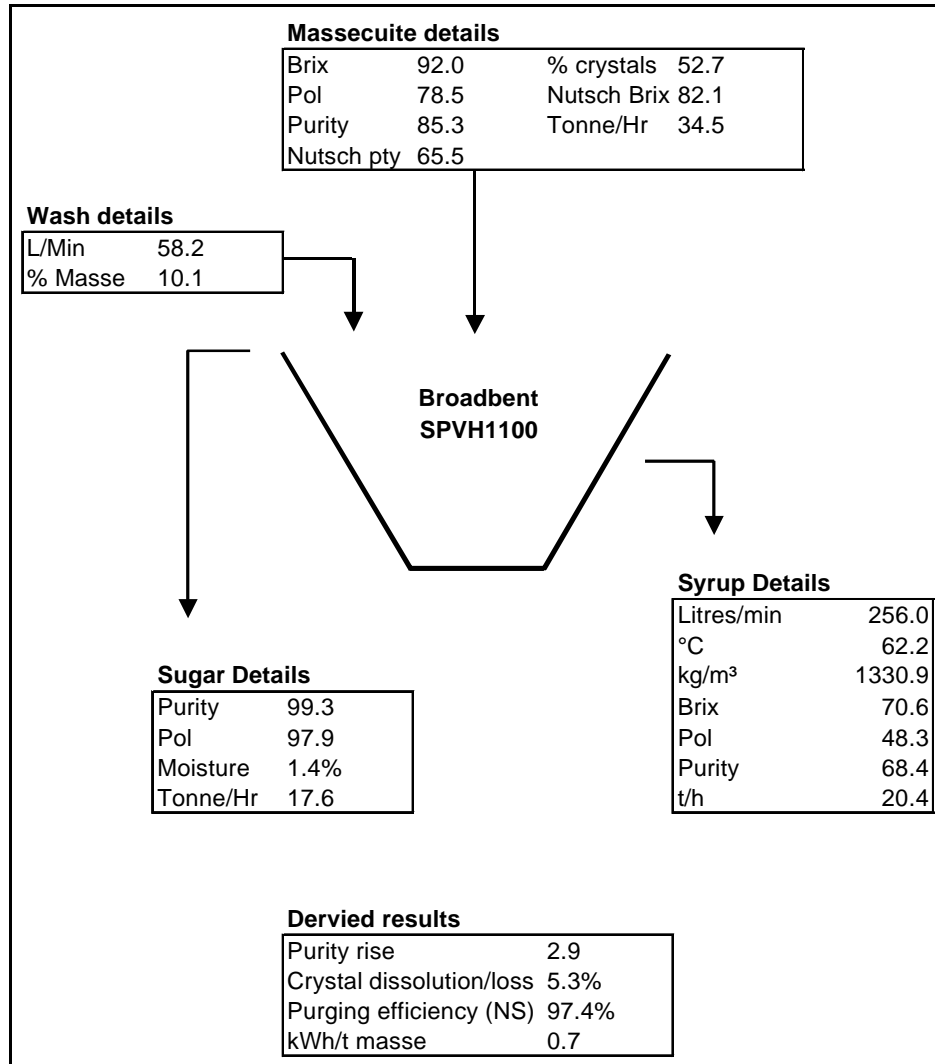 Massecuite details
Brix 92.0 % crystals 52.7
Pol 78.5 Nutsch Brix 82.1
Purity 85.3 Tonne/Hr 34.5
Nutsch pty 65.5
Wash details
L/Min 58.2
% Masse 10.1
Broadbent
SPVH1100
Syrup Details
Litres/min 256.0
°C 62.2
kg/m³ 1330.9
Brix 70.6
Pol 48.3
Purity 68.4
t/h 20.4
Sugar Details
Purity 99.3
Pol 97.9
Moisture 1.4%
Tonne/Hr 17.6
Dervied results
Purity rise 2.9
Crystal dissolution/loss 5.3%
Purging efficiency (NS) 97.4%
kWh/t masse 0.7